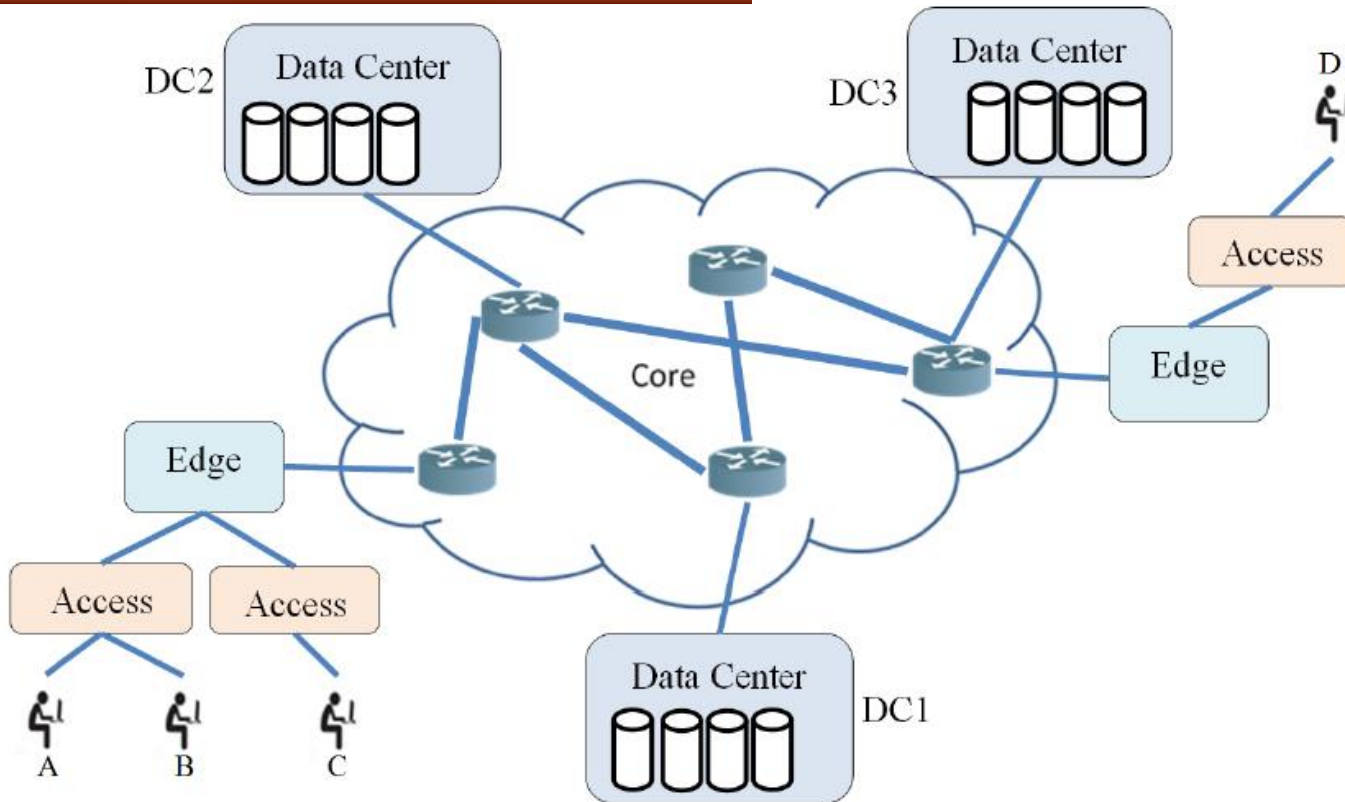 Data Center
DC2
Data Center
DC3
D
Access
Edge
Core
Edge
Access
Access
A
B
C
Data Center
DC1